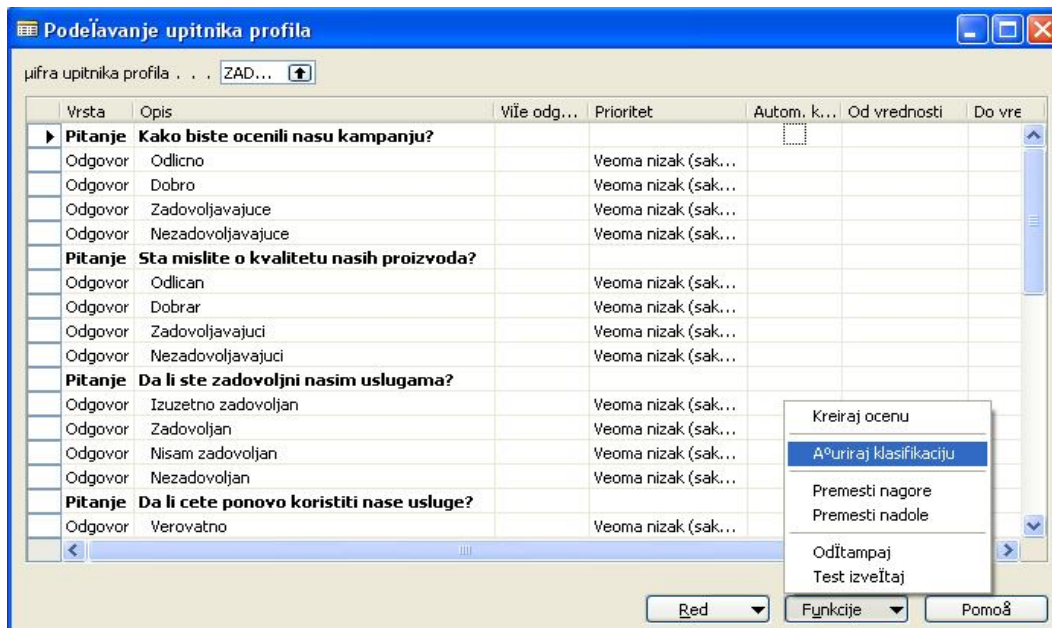 PodeÏavanje upitnika profila
µifra upitnika profila . . . ZAD...
Vrsta Opis ViÏe odg... Prioritet Autom. k... Od vrednosti Do vre
Pitanje Kako biste ocenili nasu kampanju?
Odgovor Odlicno Veoma nizak (sak...
Odgovor Dobro Veoma nizak (sak...
Odgovor Zadovoljavajuce Veoma nizak (sak...
Odgovor Nezadovoljavajuce Veoma nizak (sak...
Pitanje Sta mislite o kvalitetu nasih proizvoda?
Odgovor Odlican Veoma nizak (sak...
Odgovor Dobrar Veoma nizak (sak...
Odgovor Zadovoljavajuci Veoma nizak (sak...
Odgovor Nezadovoljavajuci Veoma nizak (sak...
Pitanje Da li ste zadovoljni nasim uslugama?
Odgovor Izuzetno zadovoljan Veoma nizak (sak...
Odgovor Zadovoljan Veoma nizak (sak...
Odgovor Nisam zadovoljan Veoma nizak (sak...
Odgovor Nezadovoljan Veoma nizak (sak...
Pitanje Da li cete ponovo koristiti nase usluge?
Odgovor Verovatno Veoma nizak (sak...
Kreiraj ocenu
Aºuriraj klasifikaciju
Premesti nagore
Premesti nadole
OdÏtampaj
Test izveÏtaj
Red Funkcije Pomoå